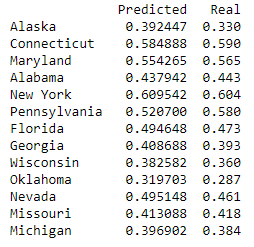 Predicted Real
Alaska 0.392447 0.330
Connecticut 0.584888 0.590
Maryland 0.554265 0.565
Alabama 0.437942 0.443
New York 0.609542 0.604
Pennsylvania 0.520700 0.580
Florida 0.494648 0.473
Georgia 0.408688 0.393
Wisconsin 0.382582 0.360
Oklahoma 0.319703 0.287
Nevada 0.495148 0.461
Missouri 0.413088 0.418
Michigan 0.396902 0.384